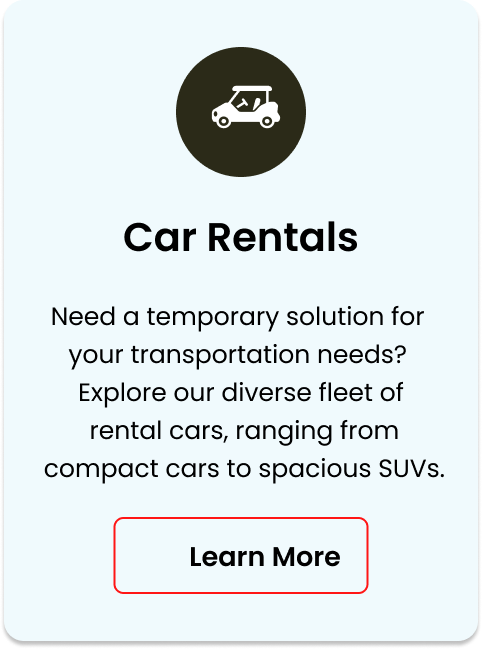 Car Rentals
Need a temporary solution for
your transportation needs?
Explore our diverse fleet of
rental cars, ranging from
compact cars to spacious SUVs.
Learn More